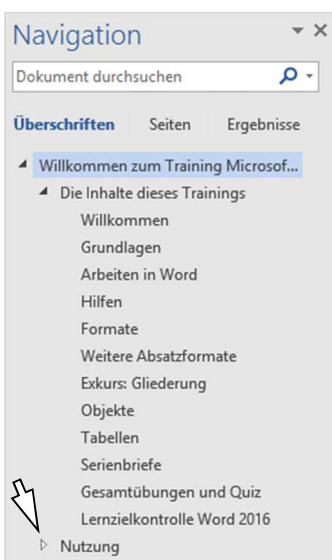 Navigation
Dokument durchsuchen
Überschriften Seiten Ergebnisse
Willkommen zum Training Microsof...
Die Inhalte dieses Trainings
Willkommen
Grundlagen
Arbeiten in Word
Hilfen
Formate
Weitere Absatzformate
Exkurs: Gliederung
Objekte
Tabellen
Serienbriefe
Gesamtübungen und Quiz
Lernzielkontrolle Word 2016
Nutzung